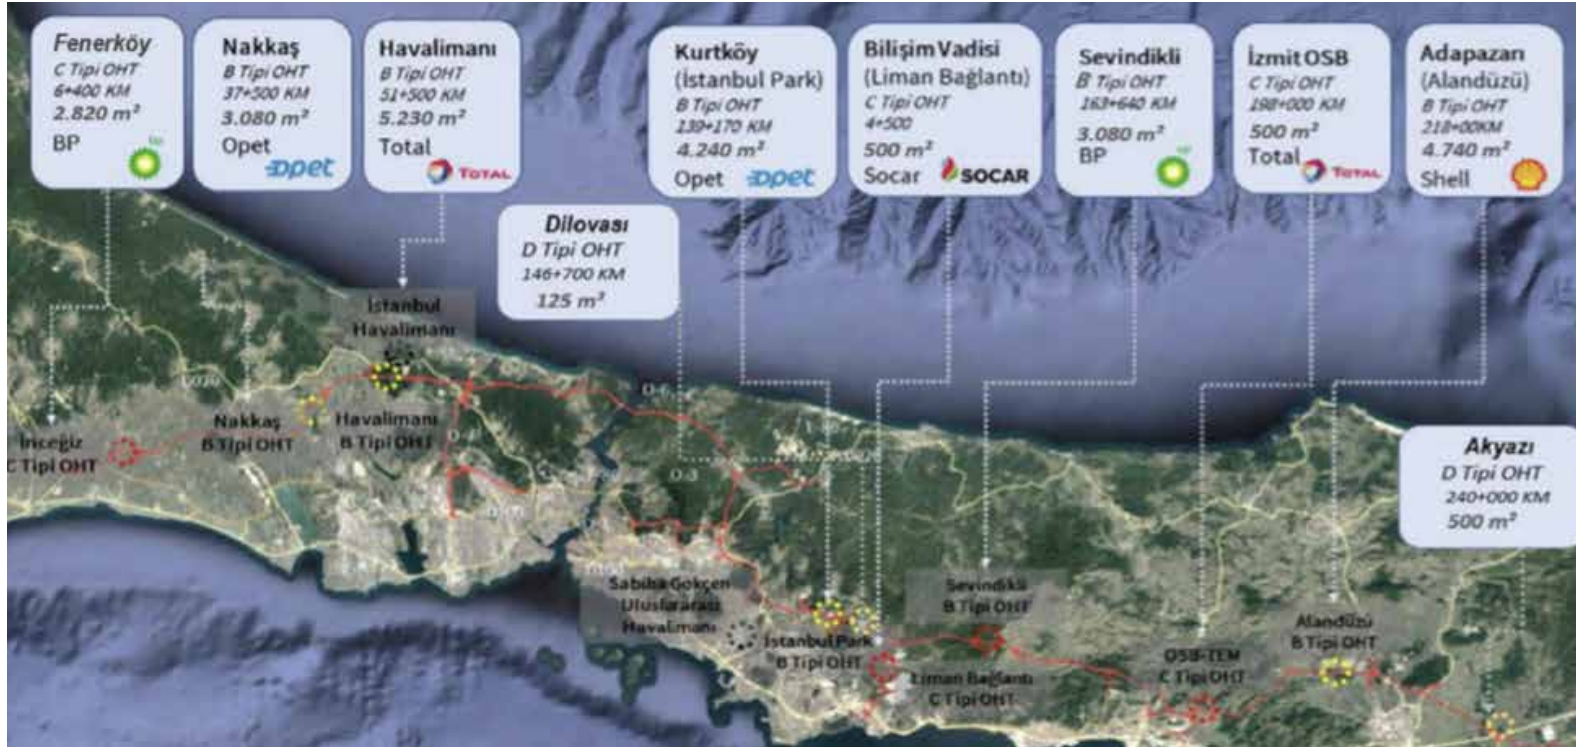 Fenerköy
C Tipi OHT
6+400 KM
2.820 m²
BP
bp
Nakkaş
B Tipi OHT
37+500 KM
3.080 m²
Opet
opet
Havalimanı
B Tipi OHT
51+500 KM
5.230 m²
Total
TOTAL
Kurtköy
(İstanbul Park)
B Tipi OHT
139+170 KM
4.240 m²
Opet
opet
Bilişim Vadisi
(Liman Bağlantı)
C Tipi OHT
4+500
500 m²
Socar
SOCAR
Sevindikli
B Tipi OHT
163+640 KM
3.080 m²
BP
bp
İzmit OSB
C Tipi OHT
198+000 KM
500 m²
Total
TOTAL
Adapazarı
(Alandüzü)
B Tipi OHT
218+00KM
4.740 m²
Shell
Dilovası
D Tipi OHT
146+700 KM
125 m²
Akyazı
D Tipi OHT
240+000 KM
500 m²
İstanbul
Havalimanı
Nakkaş
B Tipi OHT
Havalimanı
B Tipi OHT
İnceğiz
C Tipi OHT
O-3
Sabiha Gökçen
Uluslararası
Havalimanı
İstanbul Park
B Tipi OHT
Liman Bağlantı
C Tipi OHT
Sevindikli
B Tipi OHT
OSB-TEM
C Tipi OHT
Alandüzü
B Tipi OHT